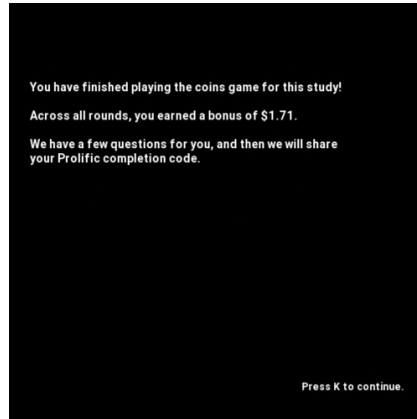 You have finished playing the coins game for this study!
Across all rounds, you earned a bonus of $1.71.
We have a few questions for you, and then we will share
your Prolific completion code.
Press K to continue.